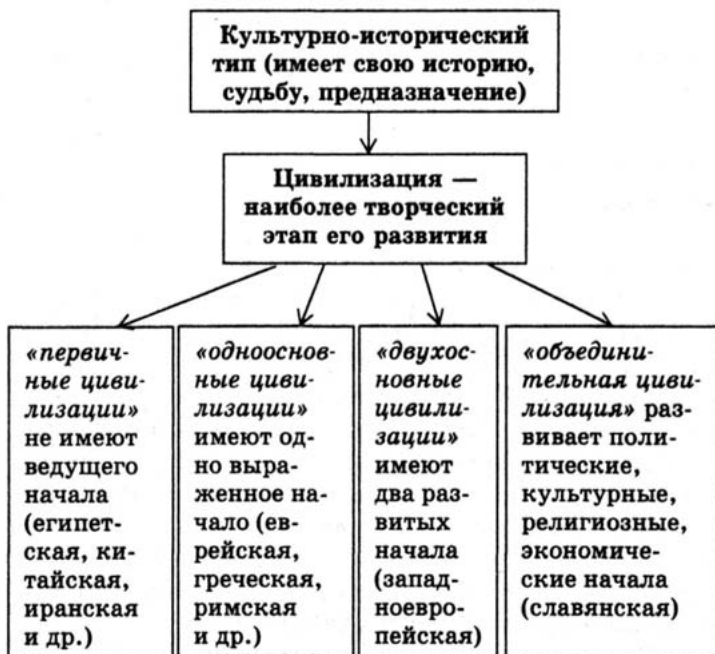 Культурно-исторический
тип (имеет свою историю,
судьбу, предназначение)
Цивилизация —
наиболее творческий
этап его развития
«первич-
ные циви-
лизации»
не имеют
ведущего
начала
(египет-
ская, ки-
тайская,
иранская
и др.)
«однооснов-
ные циви-
лизации»
имеют од-
но выра-
женное на-
чало (ев-
рейская,
греческая,
римская
и др.)
«двухос-
новные
цивили-
зации»
имеют
два раз-
витых
начала
(запад-
ноевро-
пейская)
«объедини-
тельная циви-
лизация» раз-
вивает поли-
тические,
культурные,
религиозные,
экономиче-
ские начала
(славянская)